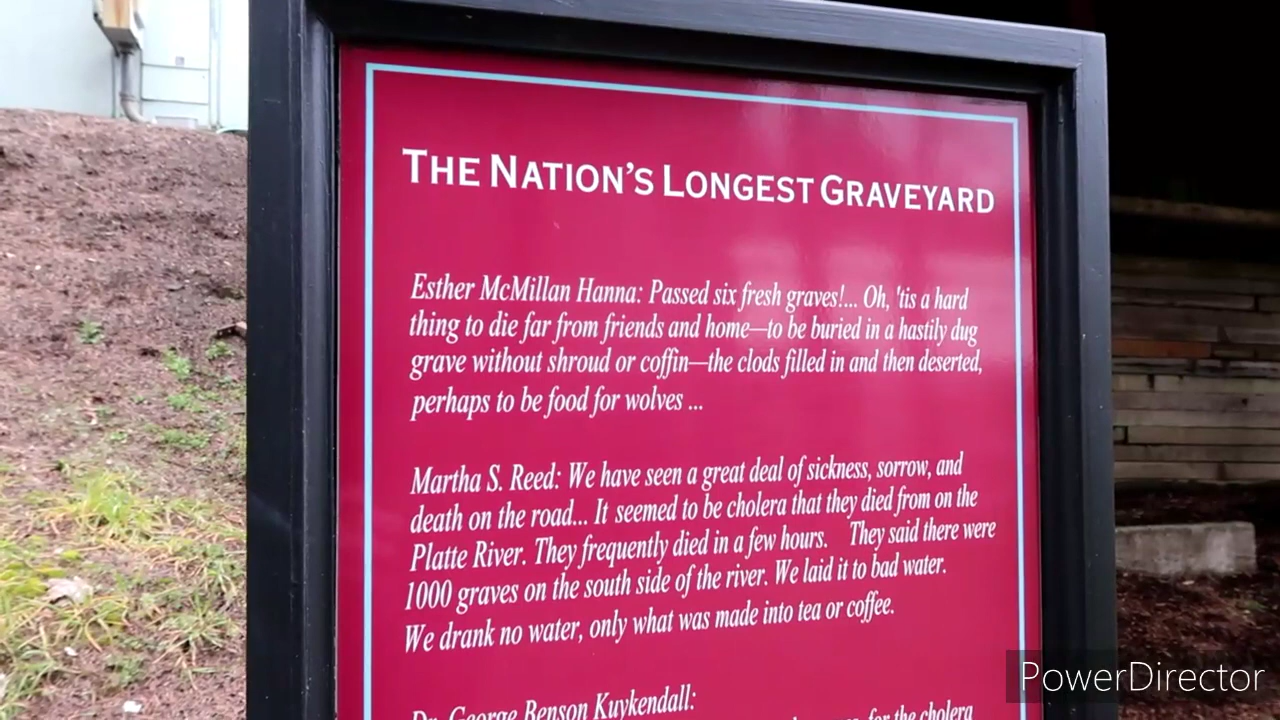 THE NATION'S LONGEST GRAVEYARD
Esther McMillan Hanna: Passed six fresh graves!... Oh, 'tis a hard
thing to die far from friends and home—to be buried in a hastily dug
grave without shroud or coffin—the clods filled in and then deserted,
perhaps to be food for wolves ...
Martha S. Reed: We have seen a great deal of sickness, sorrow, and
death on the road... It seemed to be cholera that they died from on the
Platte River. They frequently died in a few hours. They said there were
1000 graves on the south side of the river. We laid it to bad water.
We drank no water, only what was made into tea or coffee.
Dr. George Benson Kuykendall:
for the cholera
PowerDirector